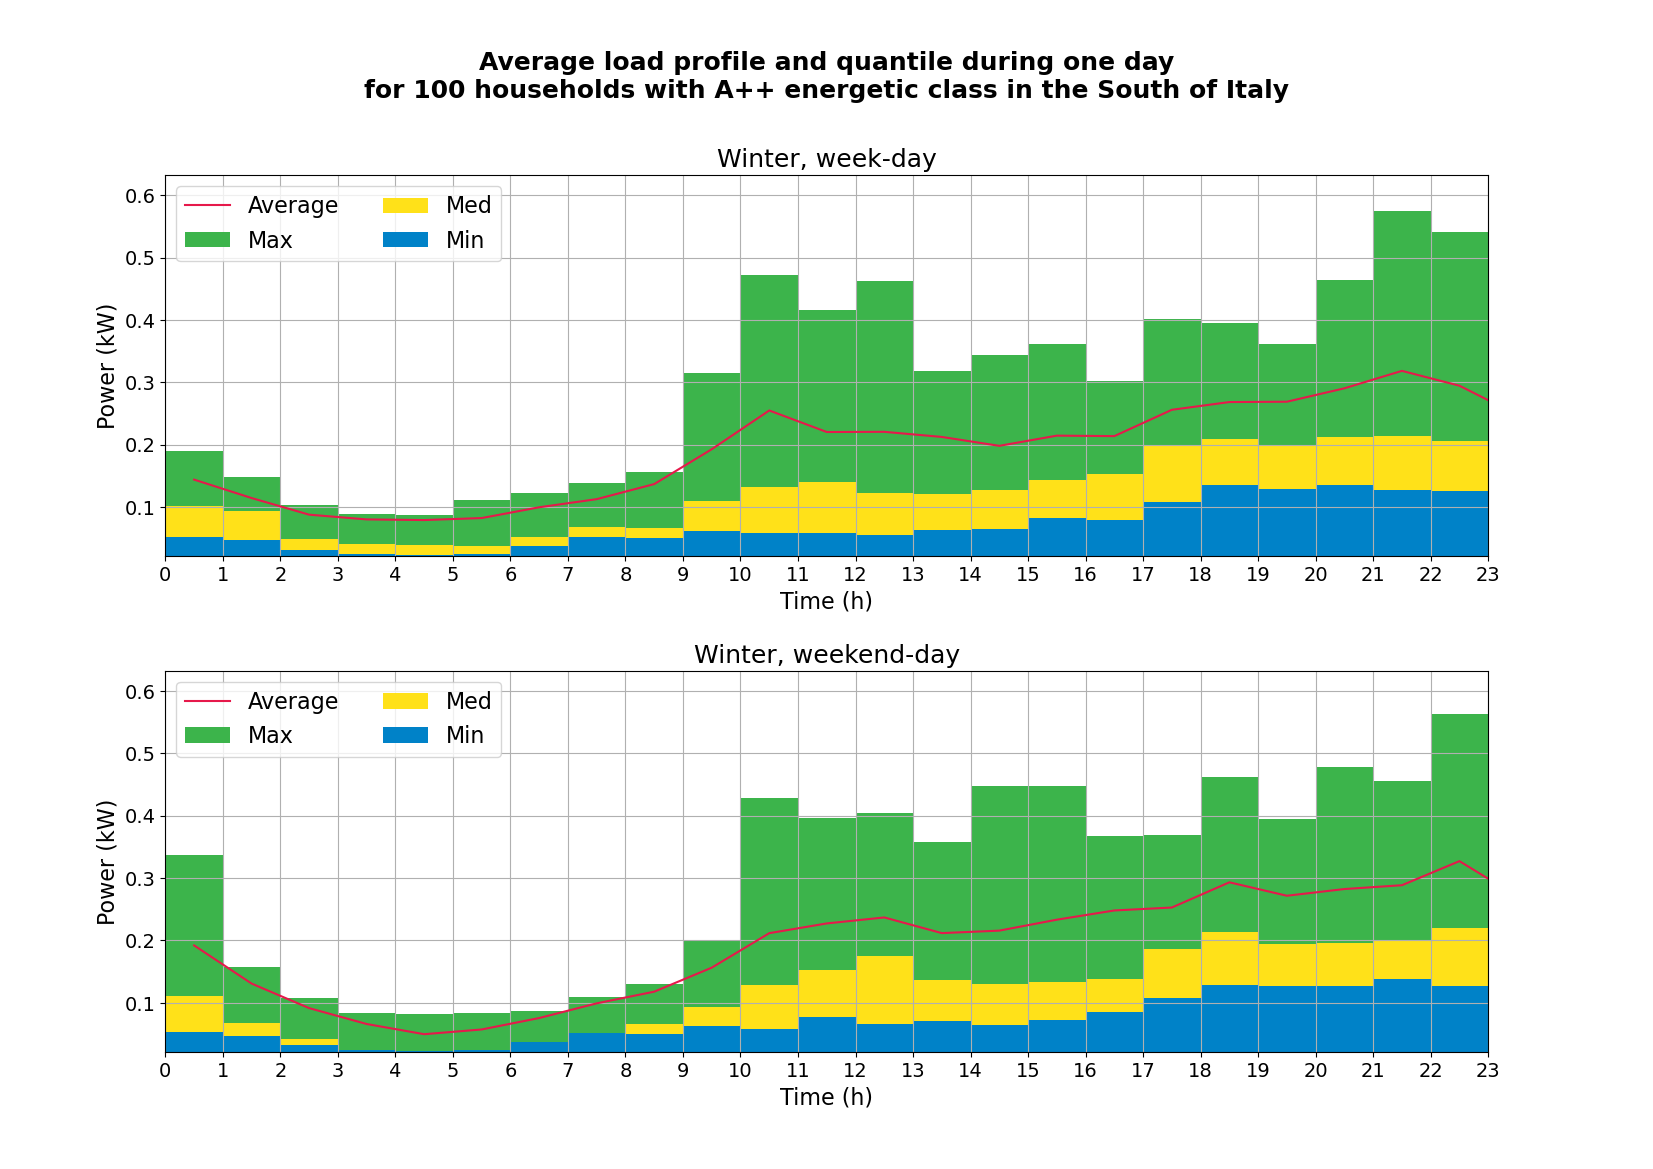 Average load profile and quantile during one day
for 100 households with A++ energetic class in the South of Italy
Winter, week-day
0.6
0.5
0.4
0.3
0.2
0.1
Power (kW)
Average
Med
Max
Min
0 1 2 3 4 5 6 7 8 9 10 11 12 13 14 15 16 17 18 19 20 21 22 23
Time (h)
Winter, weekend-day
0.6
0.5
0.4
0.3
0.2
0.1
Power (kW)
Average
Med
Max
Min
0 1 2 3 4 5 6 7 8 9 10 11 12 13 14 15 16 17 18 19 20 21 22 23
Time (h)